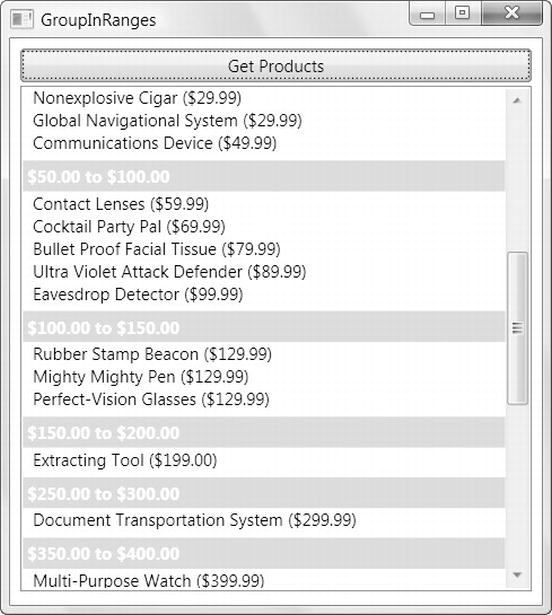 GroupInRanges
Get Products
Nonexplosive Cigar ($29.99)
Global Navigational System ($29.99)
Communications Device ($49.99)
$50.00 to $100.00
Contact Lenses ($59.99)
Cocktail Party Pal ($69.99)
Bullet Proof Facial Tissue ($79.99)
Ultra Violet Attack Defender ($89.99)
Eavesdrop Detector ($99.99)
$100.00 to $150.00
Rubber Stamp Beacon ($129.99)
Mighty Mighty Pen ($129.99)
Perfect-Vision Glasses ($129.99)
$150.00 to $200.00
Extracting Tool ($199.00)
$250.00 to $300.00
Document Transportation System ($299.99)
$350.00 to $400.00
Multi-Purpose Watch ($399.99)